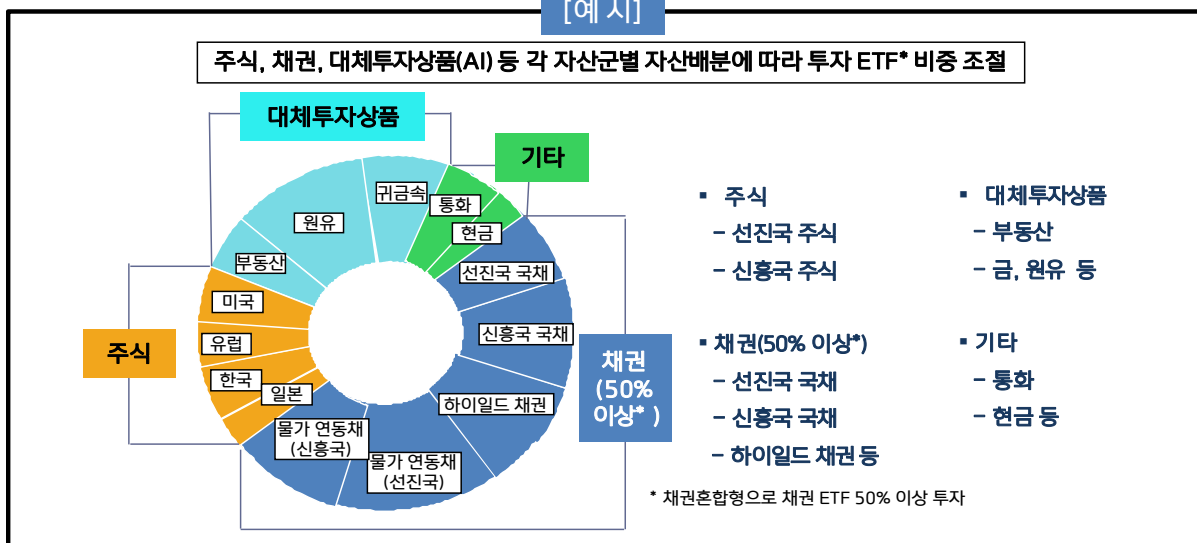 [예 시]
주식, 채권, 대체투자상품(AI) 등 각 자산군별 자산배분에 따라 투자 ETF* 비중 조절
대체투자상품
기타
귀금속
통화
원유
현금
부동산
선진국 국채
미국
신흥국 국채
유럽
주식
한국
일본
하이일드 채권
물가 연동채
(신흥국)
물가 연동채
(선진국)
채권
(50%
이상* )
▪ 주식
– 선진국 주식
– 신흥국 주식
▪ 대체투자상품
– 부동산
– 금, 원유 등
▪ 채권(50% 이상*)
– 선진국 국채
– 신흥국 국채
– 하이일드 채권 등
▪ 기타
– 통화
– 현금 등
* 채권혼합형으로 채권 ETF 50% 이상 투자